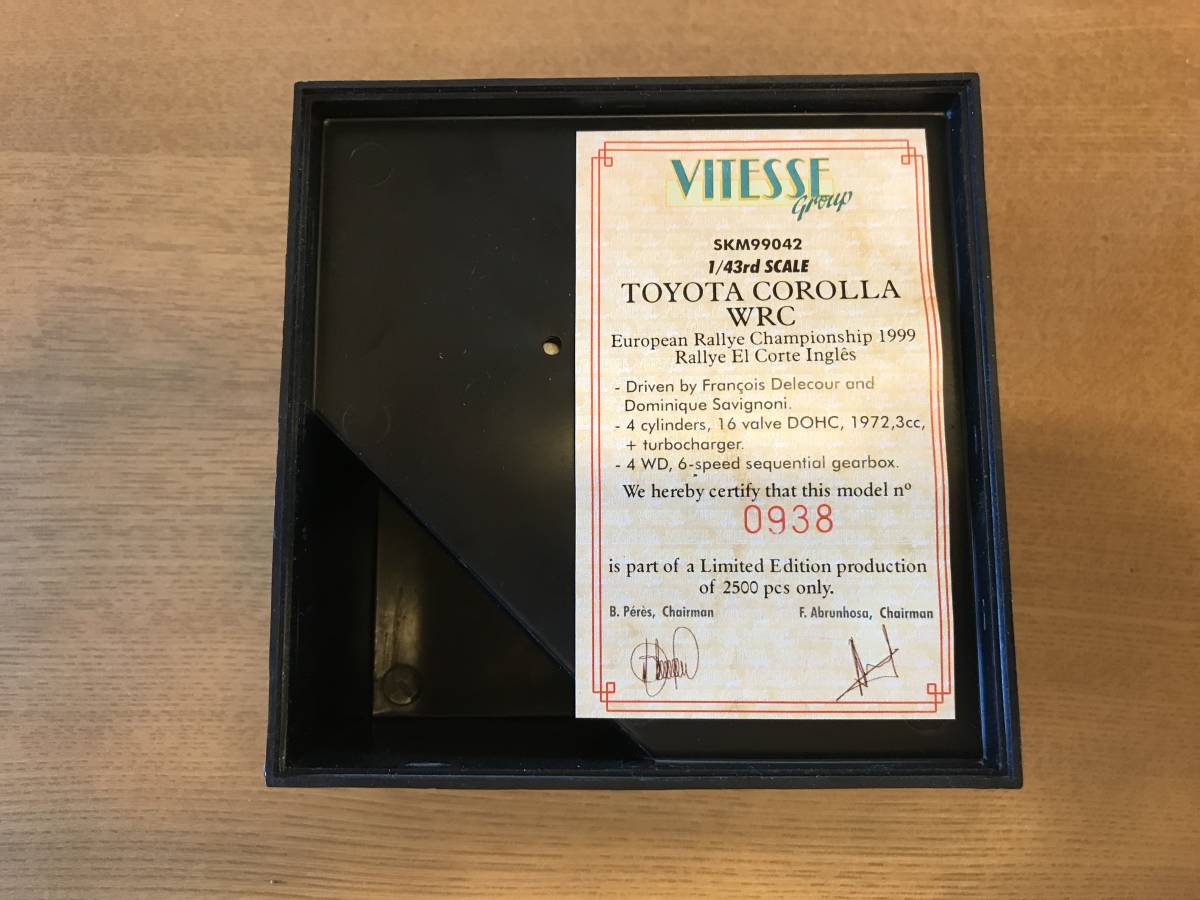 VITESSE
Group
SKM99042
1/43rd SCALE
TOYOTA COROLLA
WRC
European Rallye Championship 1999
Rallye El Corte Inglês
- Driven by François Delecour and
Dominique Savignoni.
- 4 cylinders, 16 valve DOHC, 1972,3cc,
+ turbocharger.
- 4 WD, 6-speed sequential gearbox.
We hereby certify that this model nº
0938
is part of a Limited Edition production
of 2500 pcs only.
B. Pérès, Chairman F. Abrunhosa, Chairman